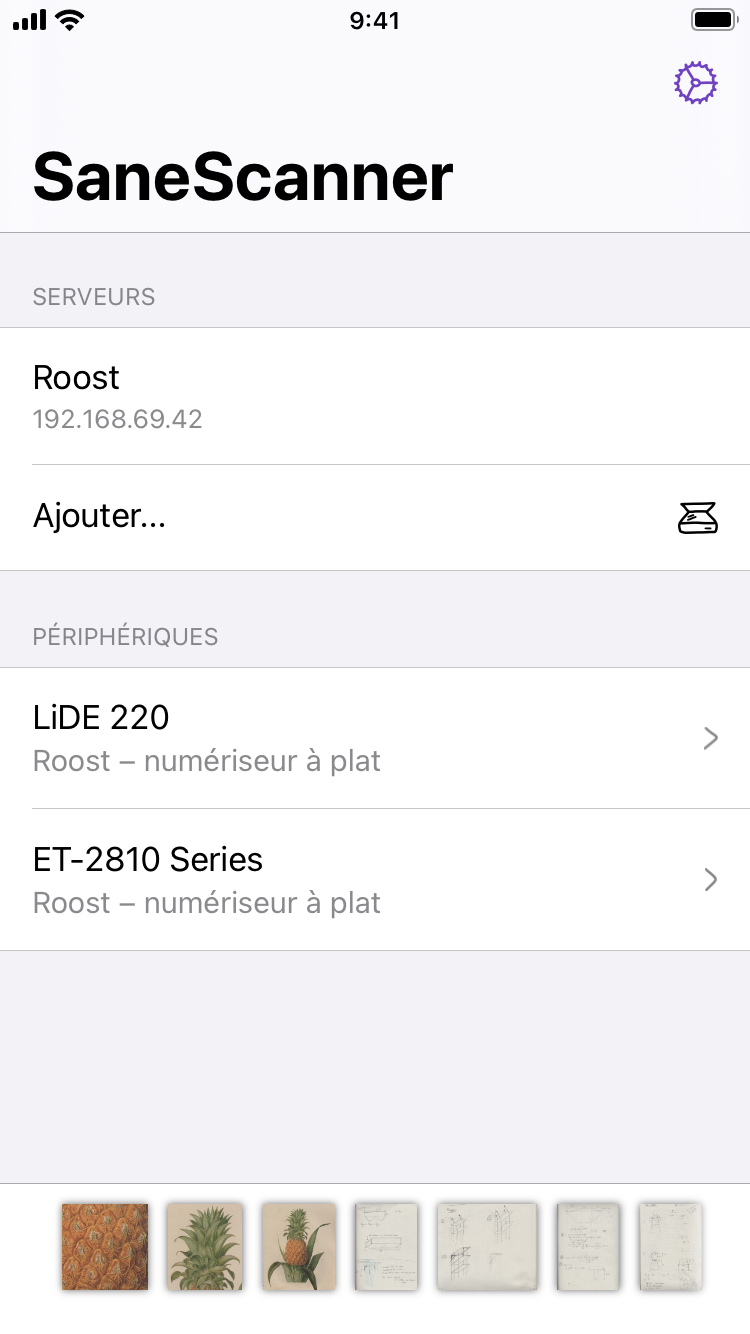 9:41
SaneScanner
SERVEURS
Roost
192.168.69.42
Ajouter...
PÉRIPHÉRIQUES
LiDE 220
Roost – numériseur à plat
ET-2810 Series
Roost – numériseur à plat